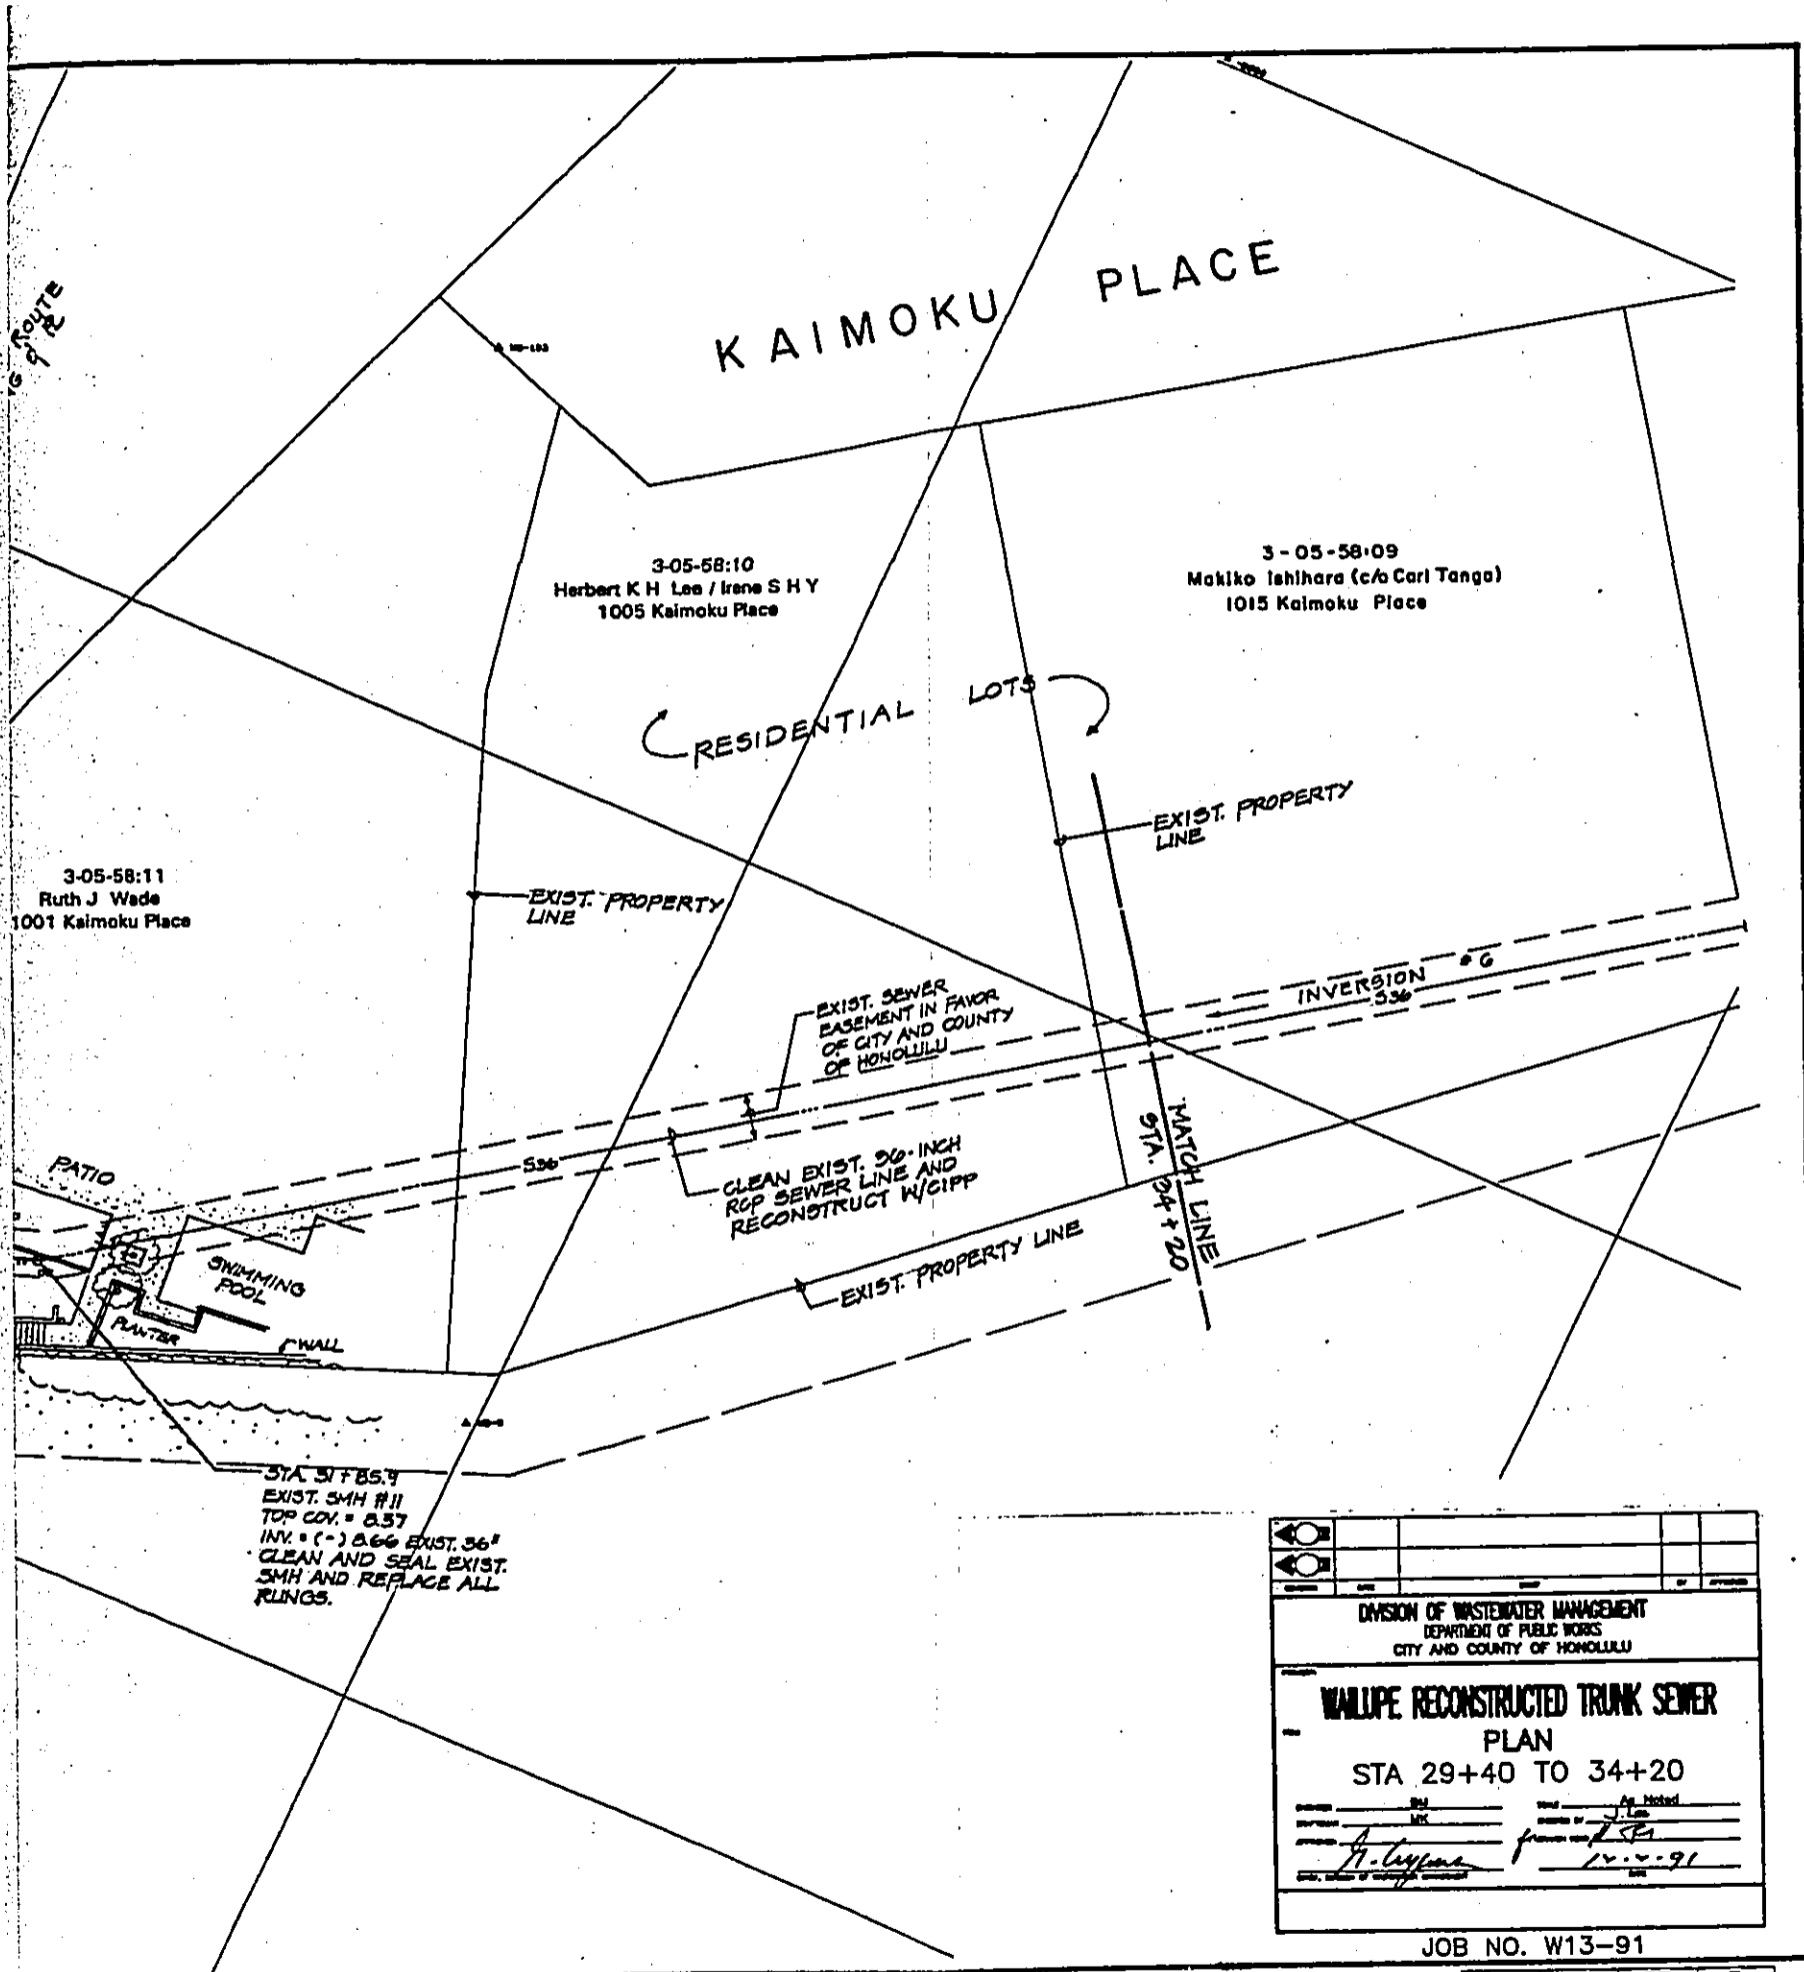 ROUTE
KAIMOKU PLACE
3-05-58:10
Herbert K H Lee / Irene S H Y
1005 Kaimoku Place
3-05-58:09
Makiko Ishihara (c/o Carl Tanga)
1015 Kaimoku Place
RESIDENTIAL LOTS
EXIST. PROPERTY
LINE
3-05-58:11
Ruth J Wade
1001 Kaimoku Place
EXIST. PROPERTY
LINE
EXIST. SEWER
EASEMENT IN FAVOR
OF CITY AND COUNTY
OF HONOLULU
INVERSION #6
S36
S36
CLEAN EXIST. 36-INCH
RCP SEWER LINE AND
RECONSTRUCT W/CIPP
MATCH LINE
STA. 34+20
EXIST. PROPERTY LINE
PATIO
SWIMMING
POOL
PLANTER
WALL
STA. 31+85.9
EXIST. SMH #11
TOP COV. = 8.37
INV. = (-) 8.66 EXIST. 36"
CLEAN AND SEAL EXIST.
SMH AND REPLACE ALL
RUNGS.
DIVISION OF WASTEWATER MANAGEMENT
DEPARTMENT OF PUBLIC WORKS
CITY AND COUNTY OF HONOLULU
WAILUPE RECONSTRUCTED TRUNK SEWER
PLAN
STA 29+40 TO 34+20
As Noted
J. Lee
JOB NO. W13-91